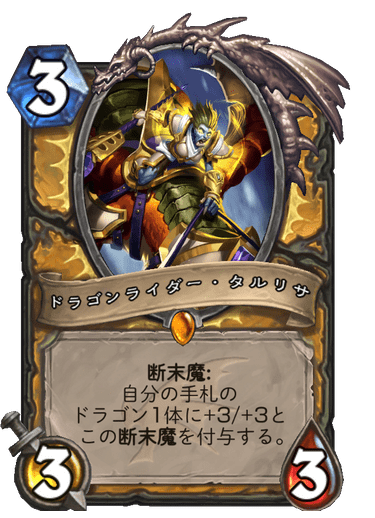 3
ドラゴンライダー・タルリサ
断末魔:
自分の手札の
ドラゴン1体に+3/+3と
この断末魔を付与する。
3
3